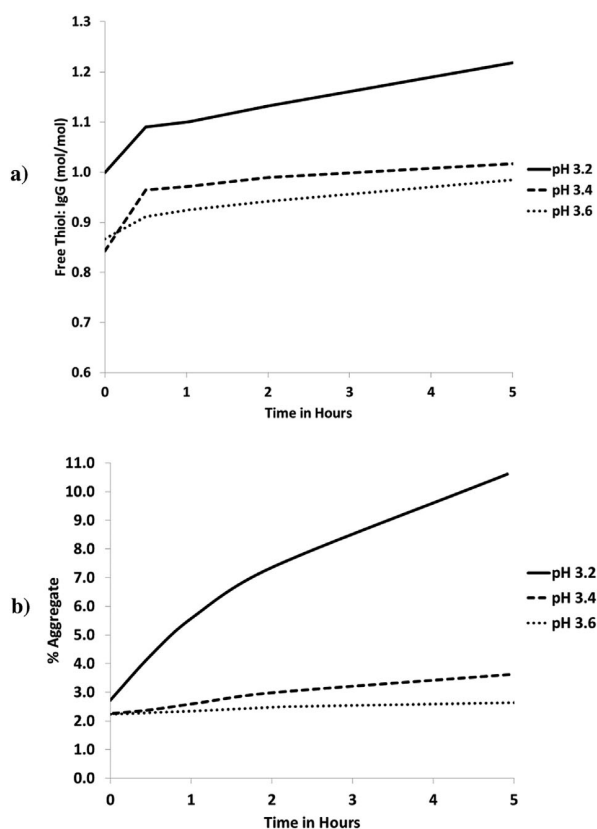 a)
Free Thiol: IgG (mol/mol)
1.3
1.2
1.1
1.0
0.9
0.8
0.7
0.6
0 1 2 3 4 5
Time in Hours
pH 3.2
pH 3.4
pH 3.6
b)
% Aggregate
11.0
10.0
9.0
8.0
7.0
6.0
5.0
4.0
3.0
2.0
1.0
0.0
0 1 2 3 4 5
Time in Hours
pH 3.2
pH 3.4
pH 3.6